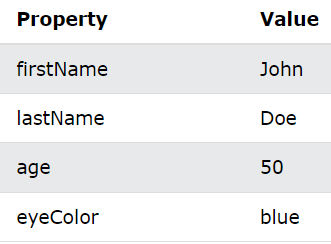 Property Value
firstName John
lastName Doe
age 50
eyeColor blue